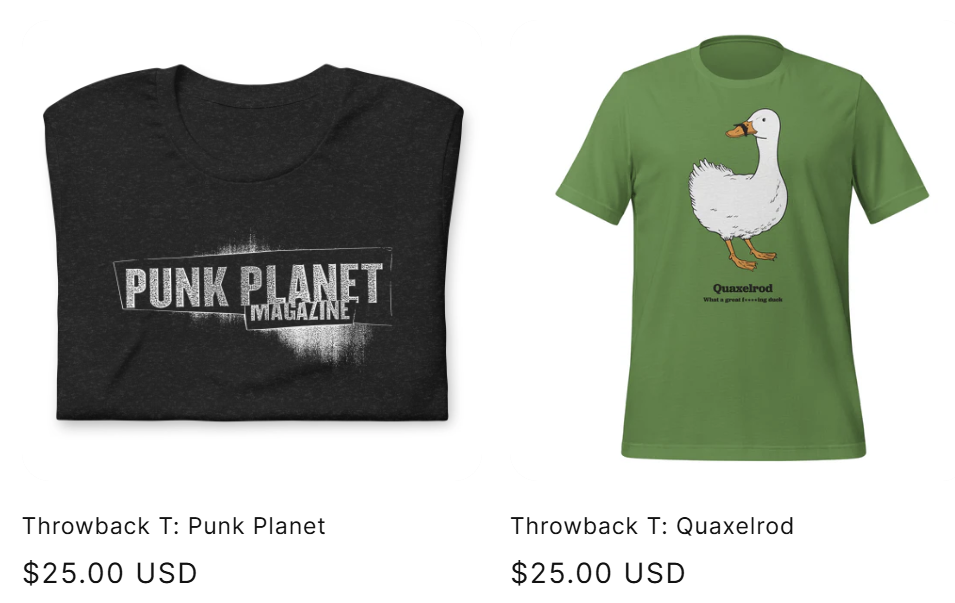 PUNK PLANET
MAGAZINE
Quaxelrod
What a great f••••ing duck
Throwback T: Punk Planet
$25.00 USD
Throwback T: Quaxelrod
$25.00 USD